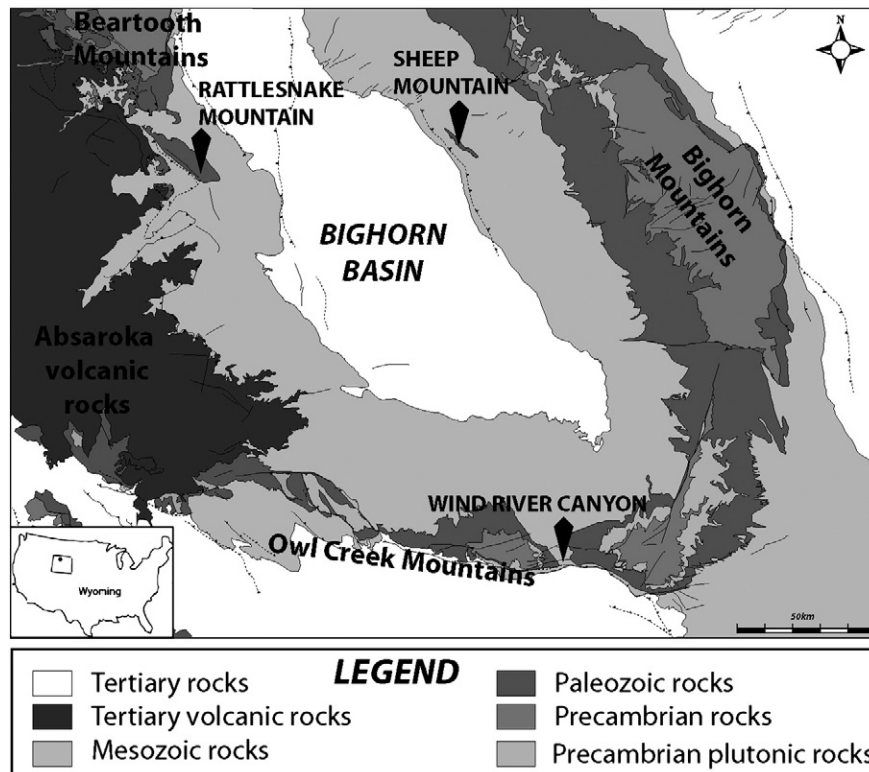 Beartooth
Mountains
RATTLESNAKE
MOUNTAIN
SHEEP
MOUNTAIN
N
Bighorn
Mountains
BIGHORN
BASIN
Absaroka
volcanic
rocks
WIND RIVER CANYON
Owl Creek Mountains
Wyoming
50km
LEGEND
Tertiary rocks
Tertiary volcanic rocks
Mesozoic rocks
Paleozoic rocks
Precambrian rocks
Precambrian plutonic rocks